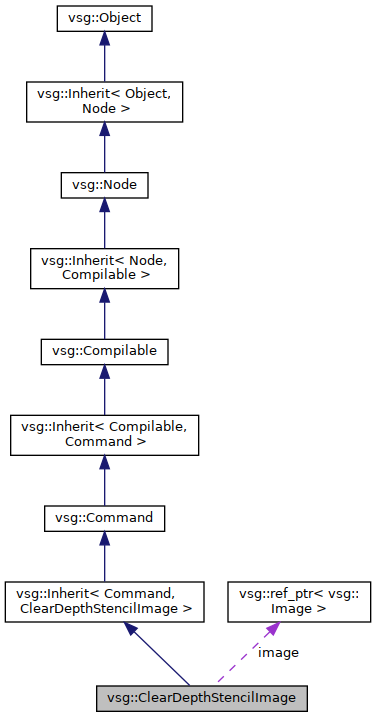 vsg::Object
vsg::Inherit< Object,
Node >
vsg::Node
vsg::Inherit< Node,
Compilable >
vsg::Compilable
vsg::Inherit< Compilable,
Command >
vsg::Command
vsg::Inherit< Command,
ClearDepthStencilImage >
vsg::ref_ptr< vsg::
Image >
image
vsg::ClearDepthStencilImage